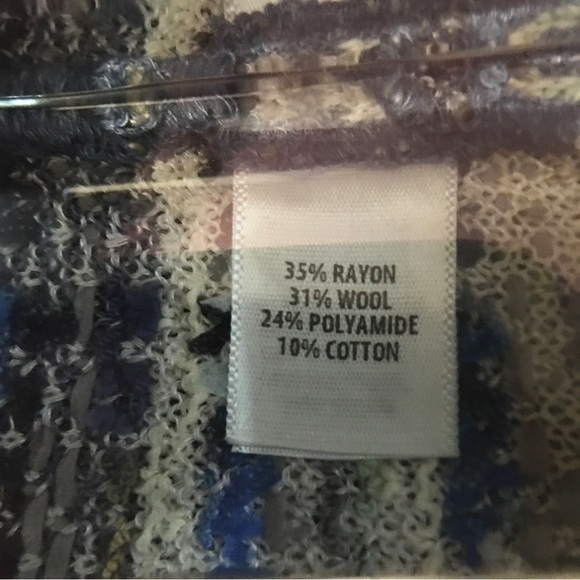 35% RAYON
31% WOOL
24% POLYAMIDE
10% COTTON